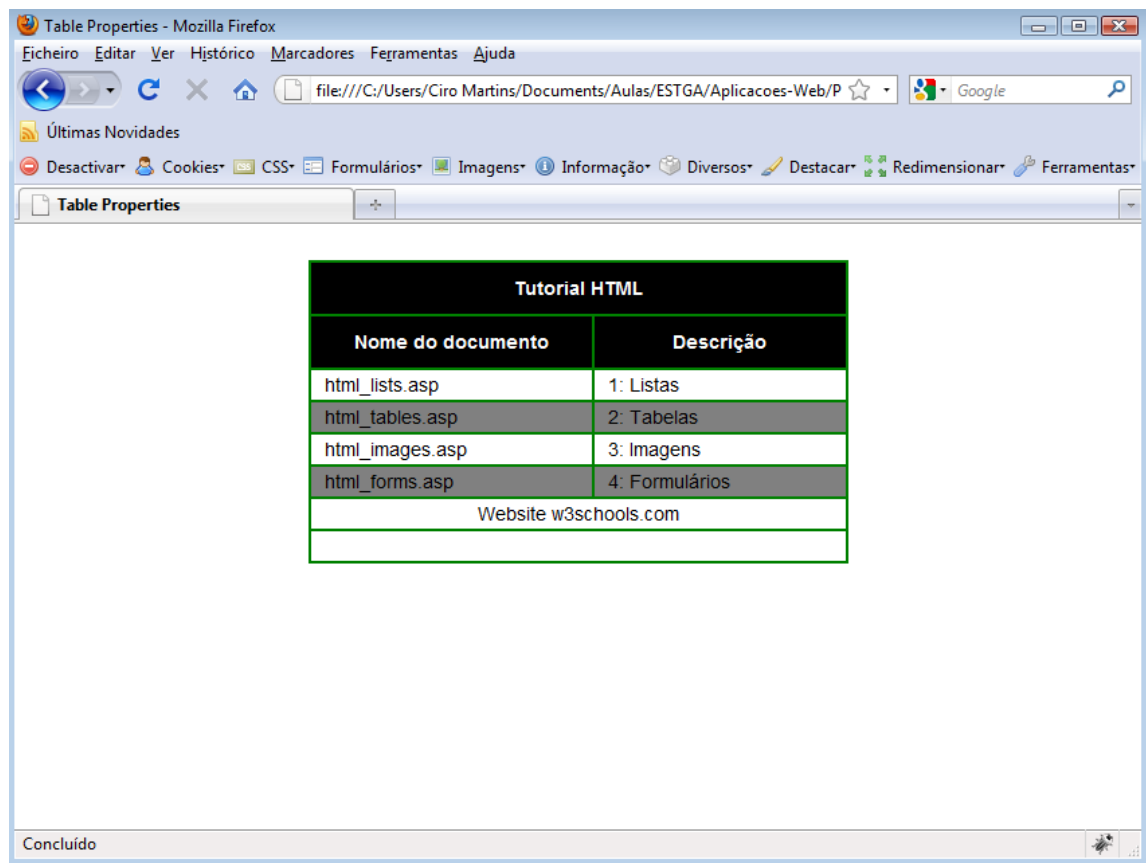 Table Properties - Mozilla Firefox
Ficheiro Editar Ver Histórico Marcadores Ferramentas Ajuda
file:///C:/Users/Ciro Martins/Documents/Aulas/ESTGA/Aplicacoes-Web/P Google
Últimas Novidades
Desactivar Cookies CSS Formulários Imagens Informação Diversos Destacar Redimensionar Ferramentas
Table Properties
Tutorial HTML
Nome do documento Descrição
html_lists.asp 1: Listas
html_tables.asp 2: Tabelas
html_images.asp 3: Imagens
html_forms.asp 4: Formulários
Website w3schools.com
Concluído